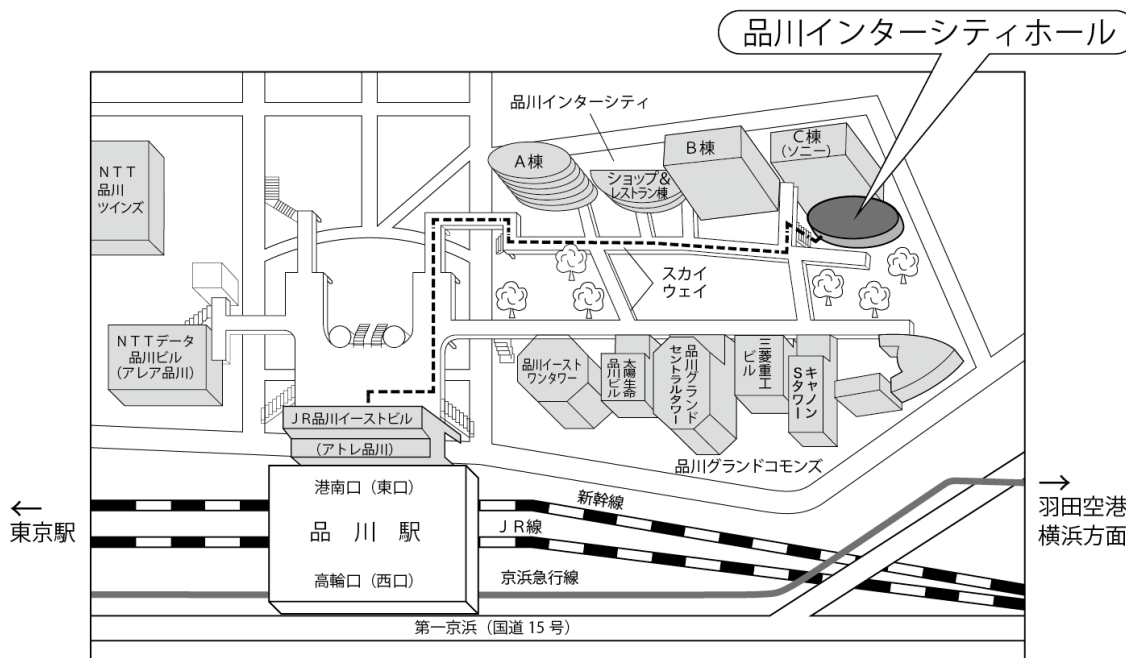 品川インターシティホール
品川インターシティ
A棟
ショップ&
レストラン棟
B棟
C棟
(ソニー)
NTT
品川
ツインズ
スカイ
ウェイ
NTTデータ
品川ビル
(アレア品川)
品川イースト
ワンタワー
太陽生命
品川ビル
品川グランド
セントラルタワー
三菱重工
ビル
キヤノン
Sタワー
JR品川イーストビル
(アトレ品川)
品川グランドコモンズ
港南口(東口)
品川駅
高輪口(西口)
新幹線
JR線
京浜急行線
←
東京駅
→
羽田空港
横浜方面
第一京浜(国道15号)